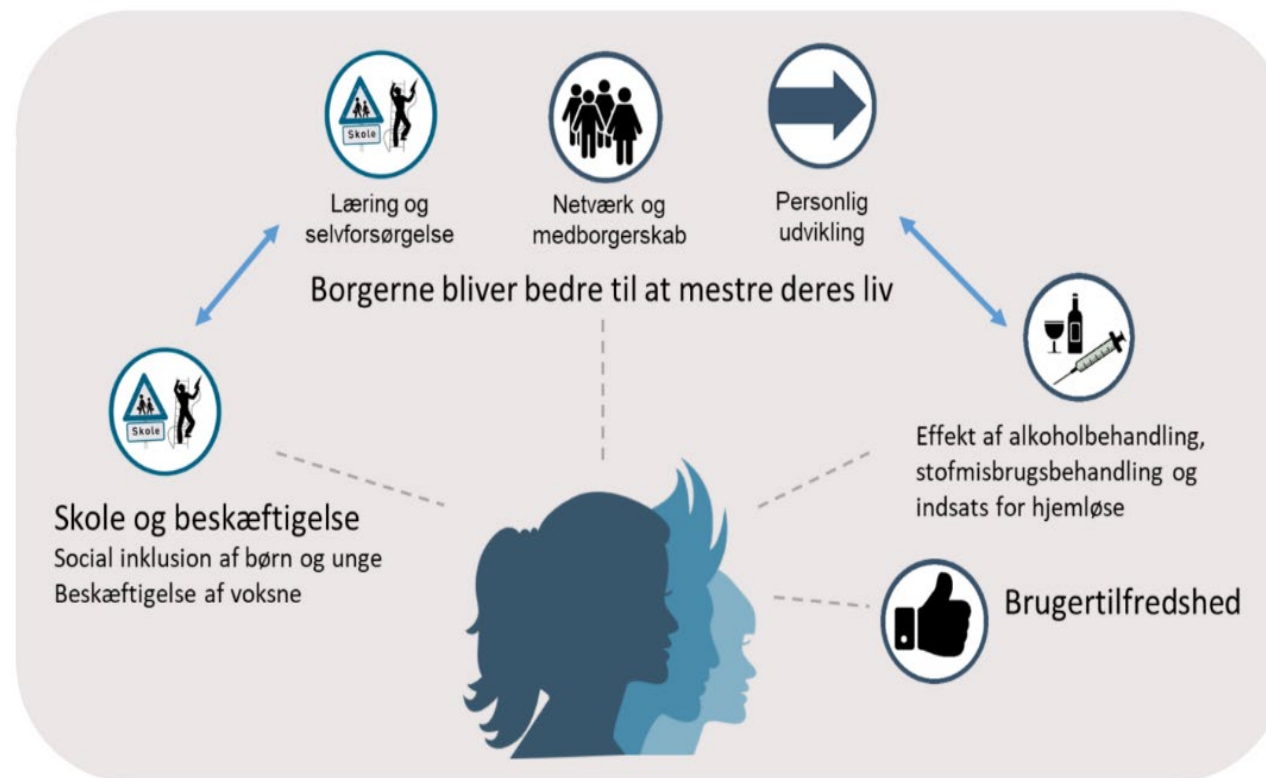 Skole
Læring og
selvforsørgelse
Netværk og
medborgerskab
Personlig
udvikling
Borgerne bliver bedre til at mestre deres liv
Skole
Skole og beskæftigelse
Social inklusion af børn og unge
Beskæftigelse af voksne
Effekt af alkoholbehandling,
stofmisbrugsbehandling og
indsats for hjemløse
Brugertilfredshed